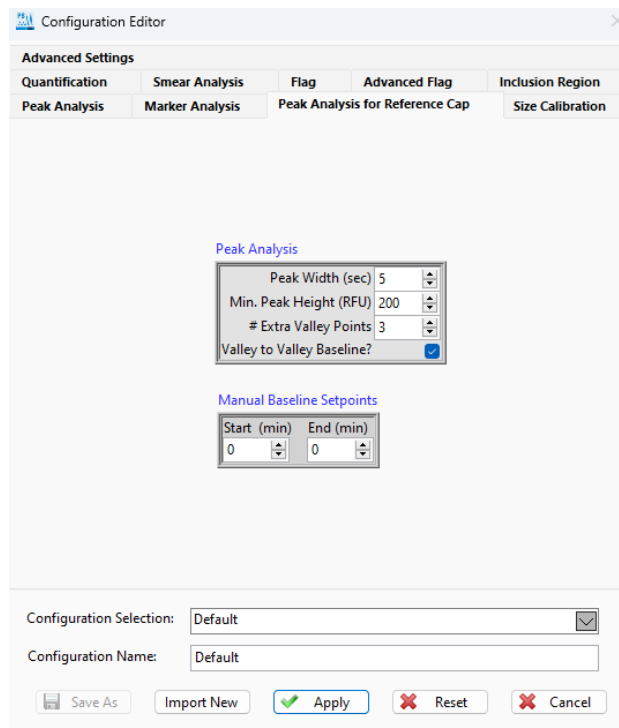 PS Configuration Editor
Advanced Settings
Quantification Smear Analysis Flag Advanced Flag Inclusion Region
Peak Analysis Marker Analysis Peak Analysis for Reference Cap Size Calibration
Peak Analysis
Peak Width (sec) 5
Min. Peak Height (RFU) 200
# Extra Valley Points 3
Valley to Valley Baseline?
Manual Baseline Setpoints
Start (min) End (min)
0 0
Configuration Selection: Default
Configuration Name: Default
Save As Import New Apply Reset Cancel